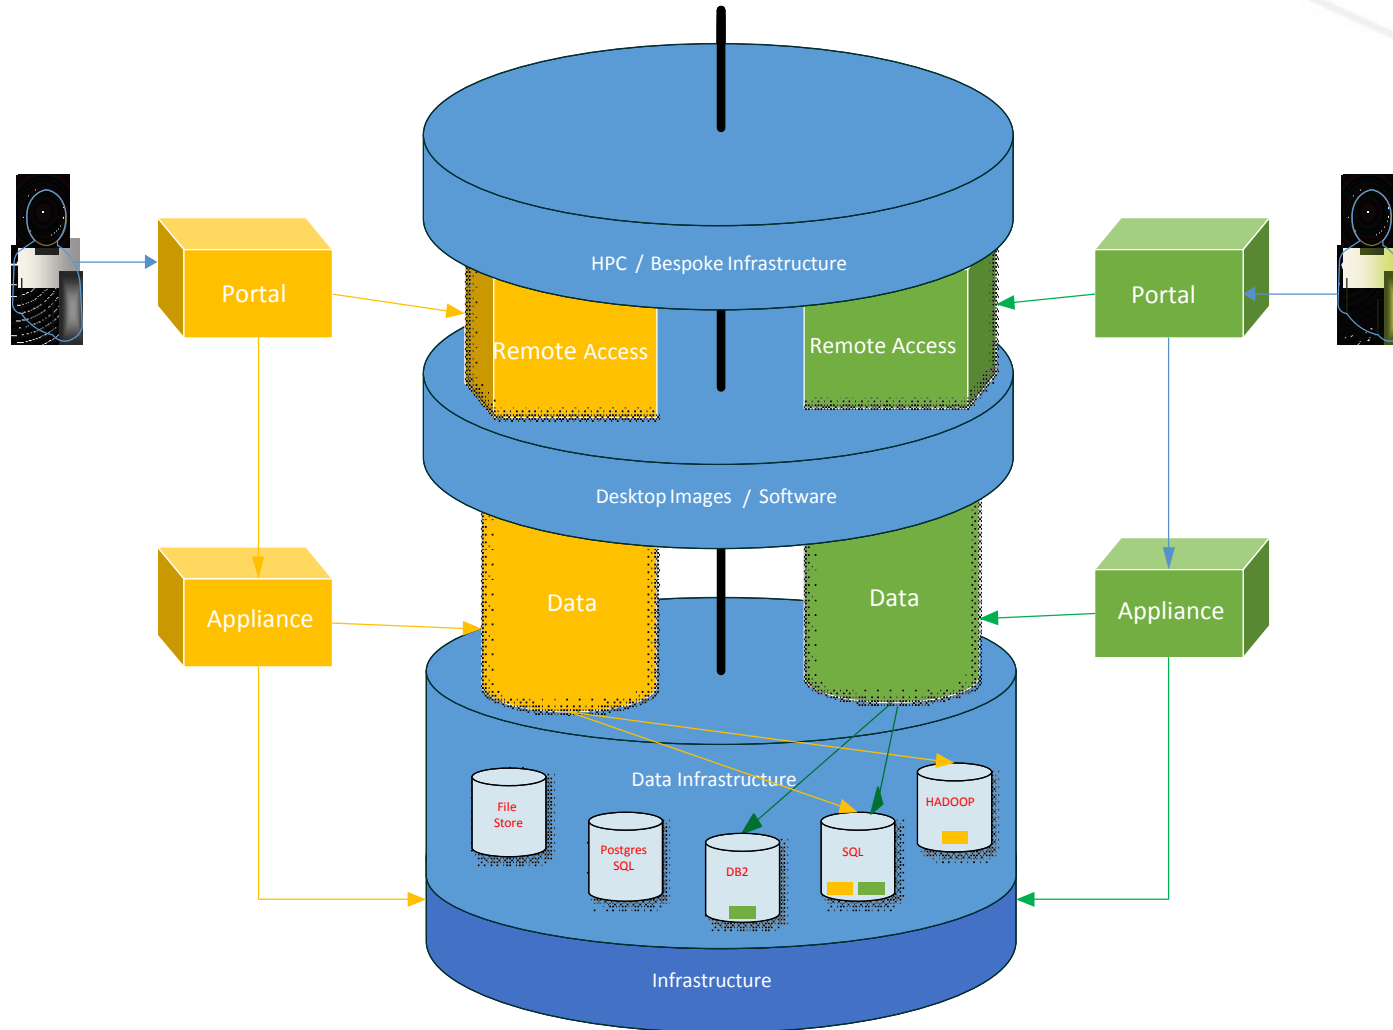 HPC / Bespoke Infrastructure
Portal
Portal
Remote Access
Remote Access
Desktop Images / Software
Data
Data
Appliance
Appliance
Data Infrastructure
File
Store
Postgres
SQL
DB2
SQL
HADOOP
Infrastructure